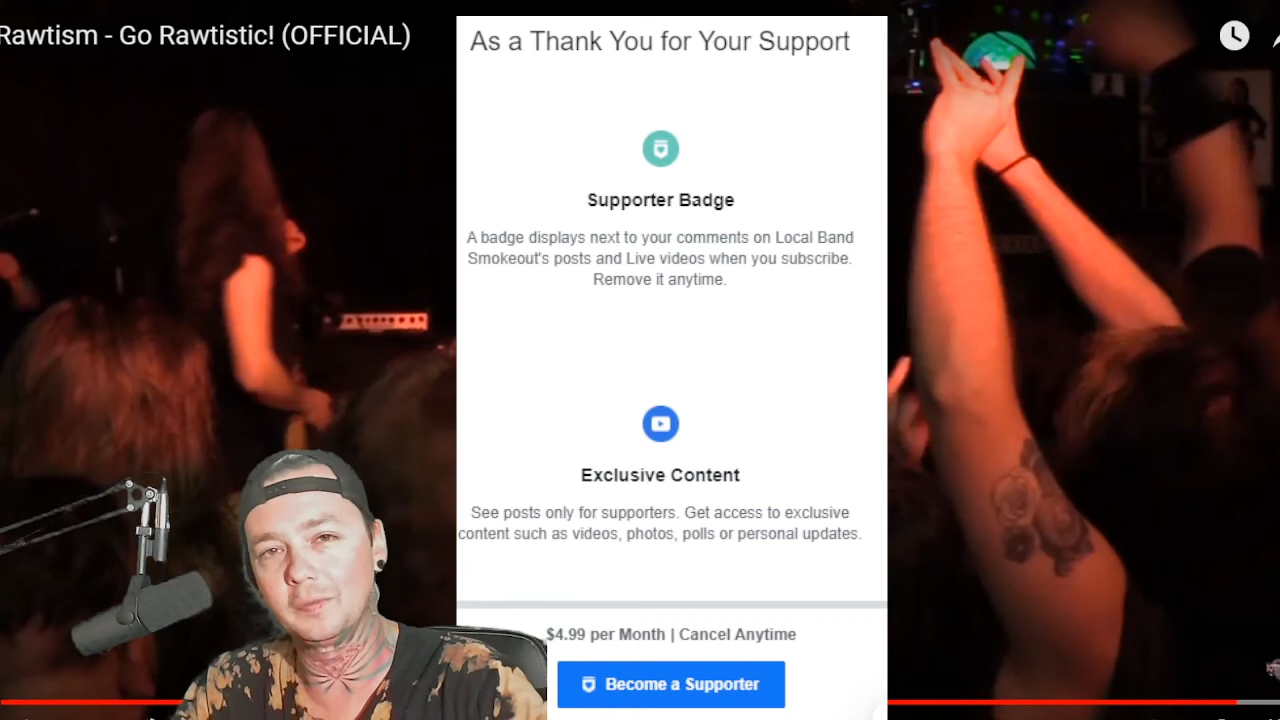 Rawtism - Go Rawtistic! (OFFICIAL)
As a Thank You for Your Support
Supporter Badge
A badge displays next to your comments on Local Band
Smokeout's posts and Live videos when you subscribe.
Remove it anytime.
Exclusive Content
See posts only for supporters. Get access to exclusive
content such as videos, photos, polls or personal updates.
$4.99 per Month | Cancel Anytime
Become a Supporter